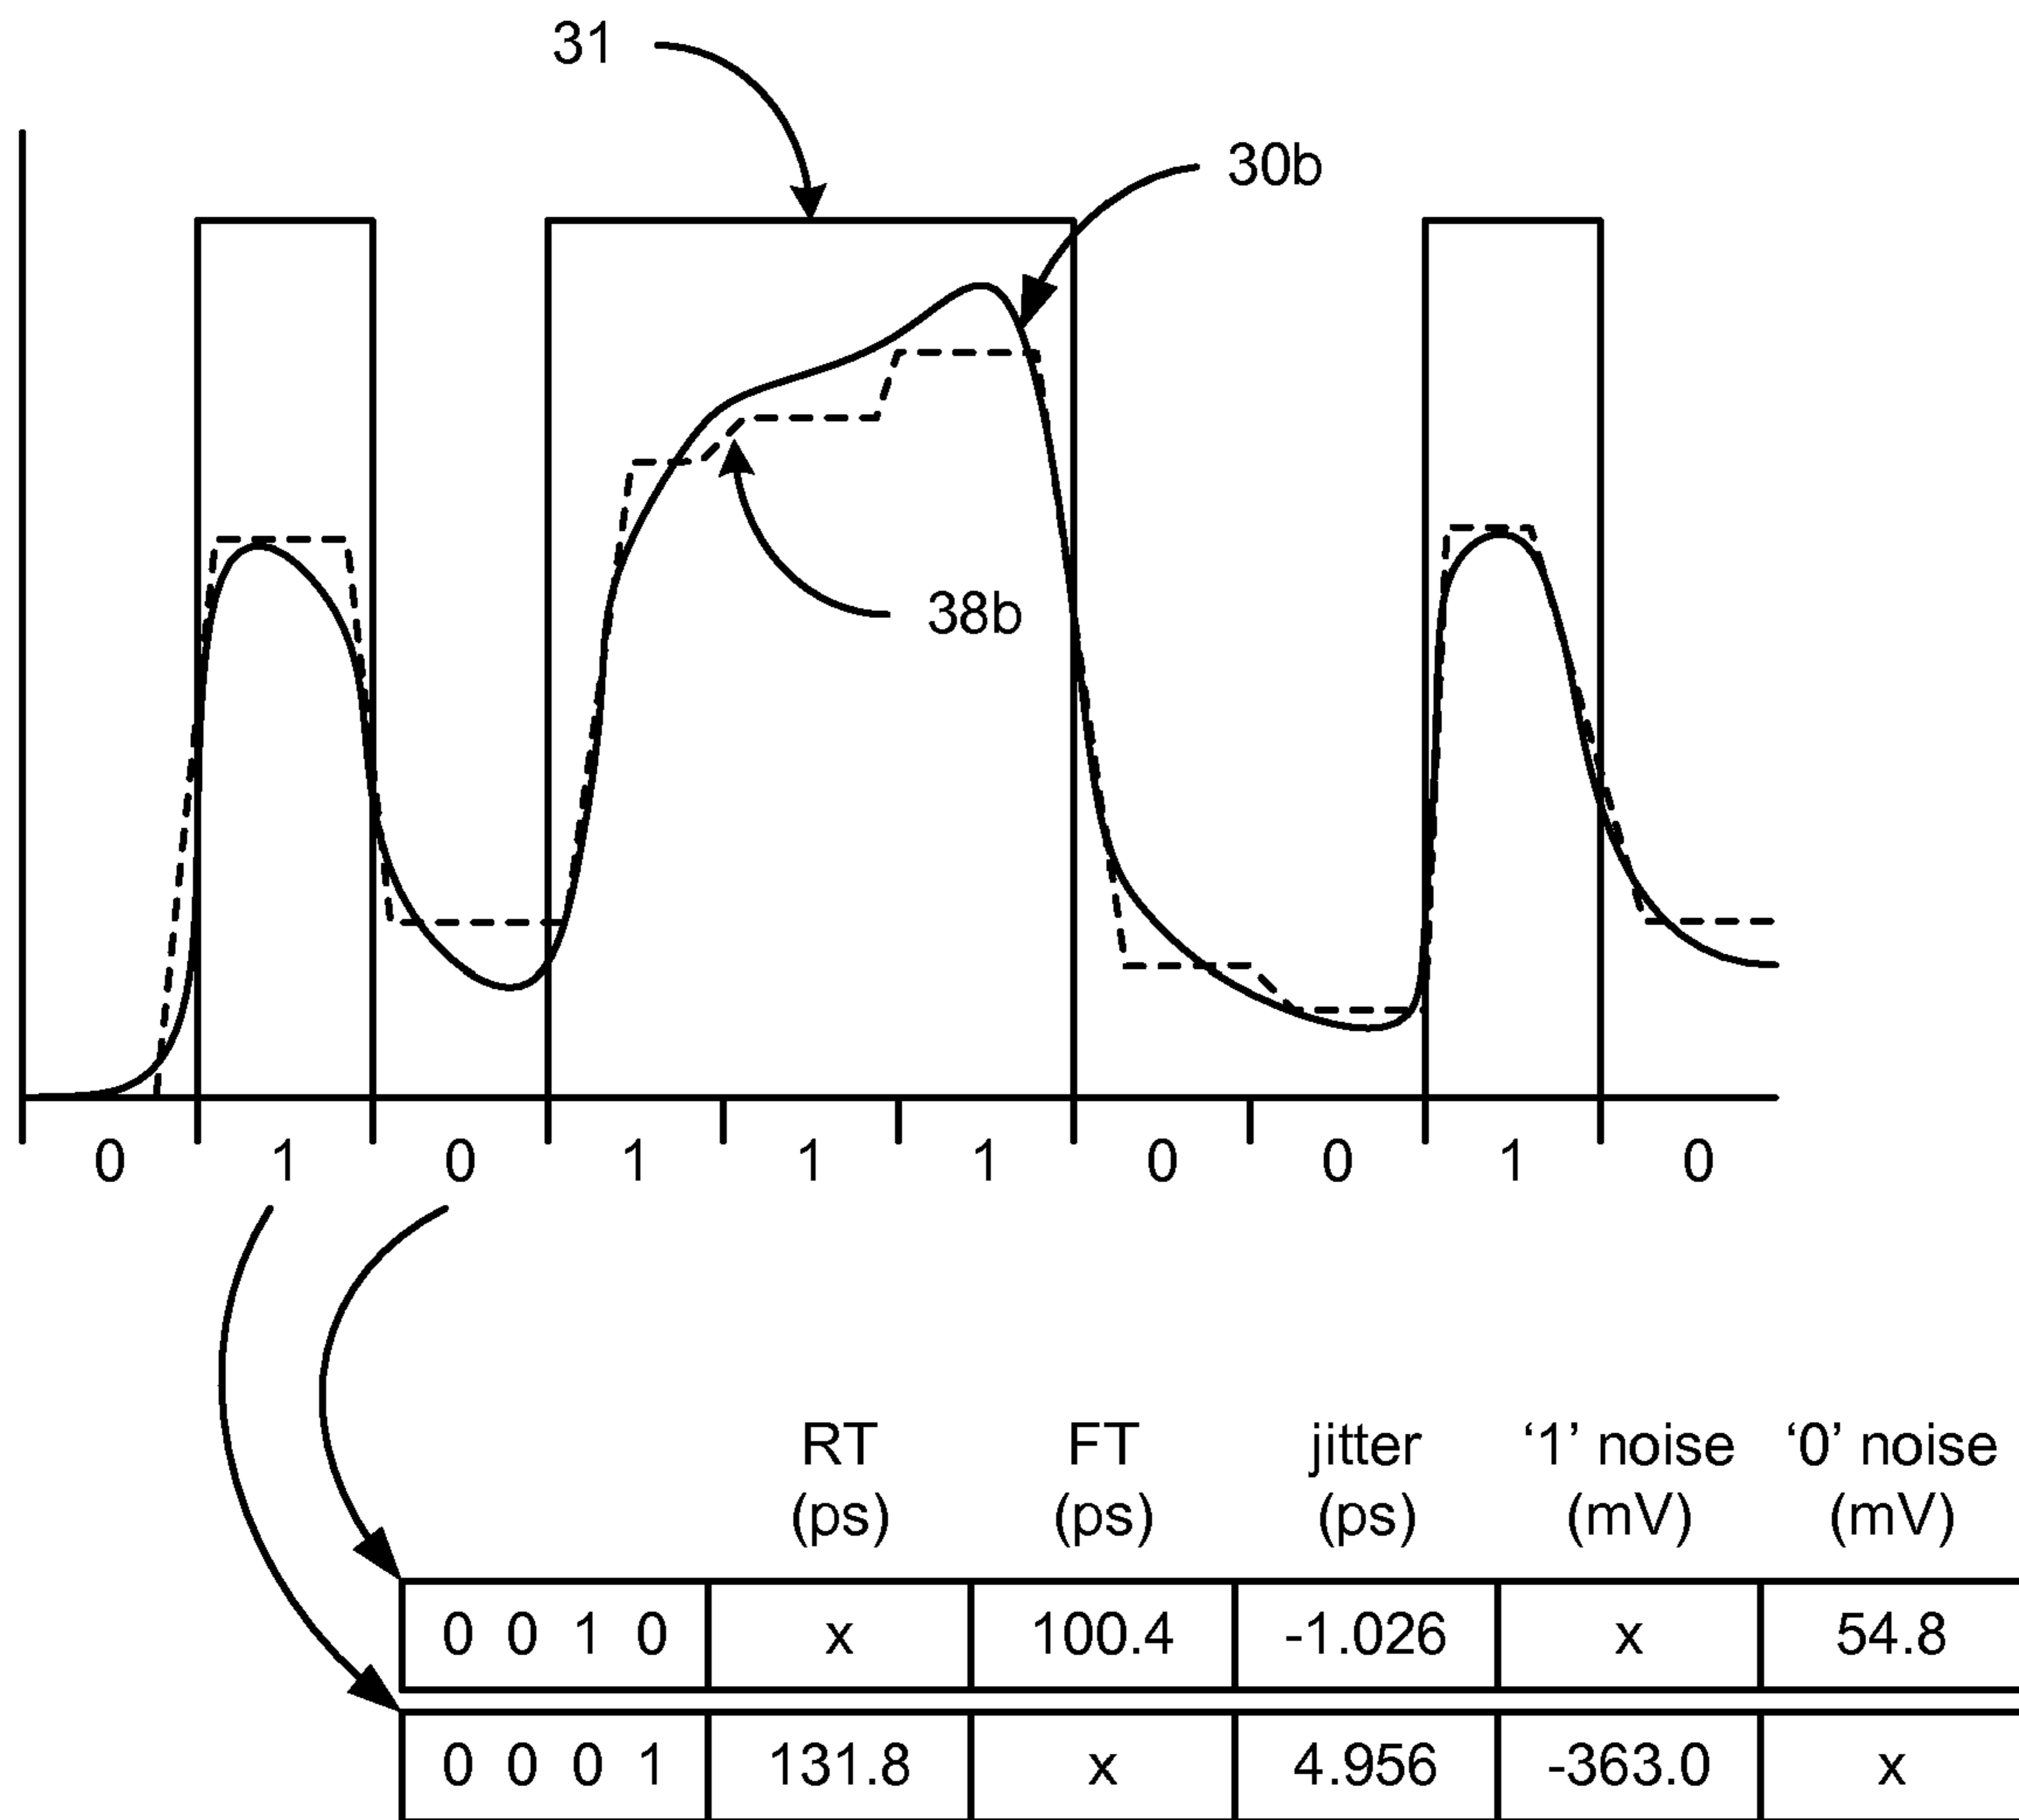 31
30b
38b
0 1 0 1 1 1 0 0 1 0
RT FT jitter ‘1’ noise ‘0’ noise
(ps) (ps) (ps) (mV) (mV)
0 0 1 0 x 100.4 -1.026 x 54.8
0 0 0 1 131.8 x 4.956 -363.0 x